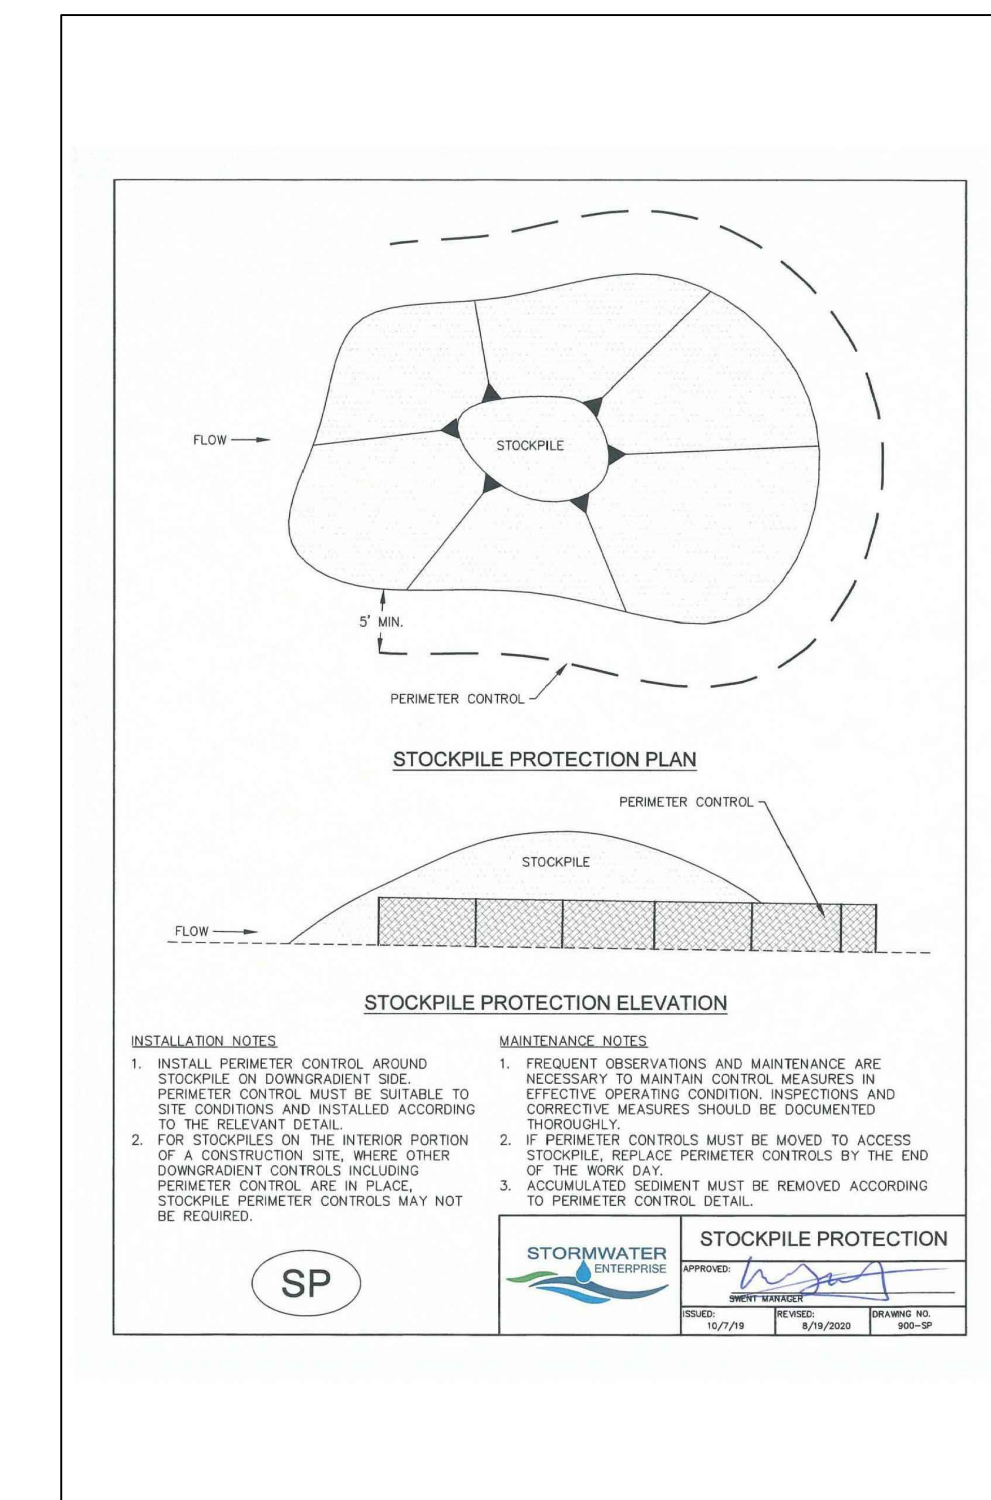 FLOW
STOCKPILE
5' MIN.
PERIMETER CONTROL
STOCKPILE PROTECTION PLAN
PERIMETER CONTROL
STOCKPILE
FLOW
STOCKPILE PROTECTION ELEVATION
INSTALLATION NOTES
1. INSTALL PERIMETER CONTROL AROUND
STOCKPILE ON DOWNGRADIENT SIDE.
PERIMETER CONTROL MUST BE SUITABLE TO
SITE CONDITIONS AND INSTALLED ACCORDING
TO THE RELEVANT DETAIL.
2. FOR STOCKPILES ON THE INTERIOR PORTION
OF A CONSTRUCTION SITE, WHERE OTHER
DOWNGRADIENT CONTROLS INCLUDING
PERIMETER CONTROL ARE IN PLACE,
STOCKPILE PERIMETER CONTROLS MAY NOT
BE REQUIRED.
SP
MAINTENANCE NOTES
1. FREQUENT OBSERVATIONS AND MAINTENANCE ARE
NECESSARY TO MAINTAIN CONTROL MEASURES IN
EFFECTIVE OPERATING CONDITION. INSPECTIONS AND
CORRECTIVE MEASURES SHOULD BE DOCUMENTED
THOROUGHLY.
2. IF PERIMETER CONTROLS MUST BE MOVED TO ACCESS
STOCKPILE, REPLACE PERIMETER CONTROLS BY THE END
OF THE WORK DAY.
3. ACCUMULATED SEDIMENT MUST BE REMOVED ACCORDING
TO PERIMETER CONTROL DETAIL.
STORMWATER
ENTERPRISE
STOCKPILE PROTECTION
APPROVED:
SWENT MANAGER
ISSUED:
10/7/19
REVISED:
8/19/2020
DRAWING NO.
900-SP